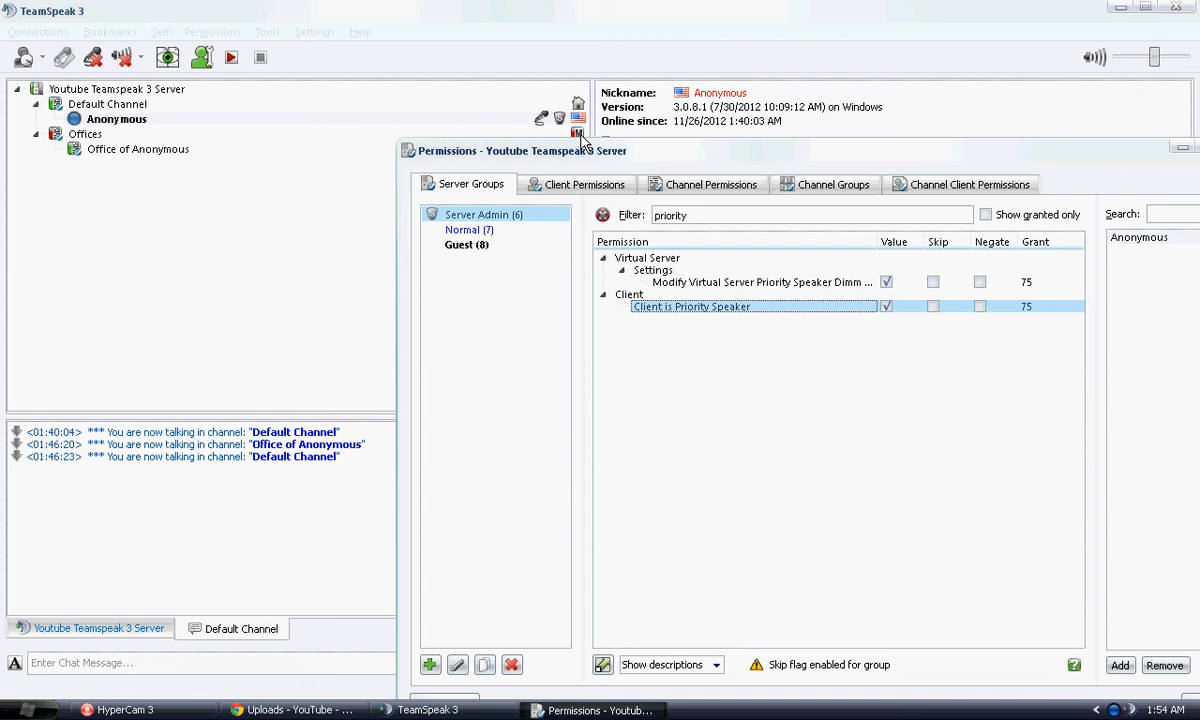 TeamSpeak 3
Connections Bookmarks Self Permissions Tools Settings Help
Youtube Teamspeak 3 Server
Default Channel
Anonymous
Offices
M
Office of Anonymous
Nickname: Anonymous
Version: 3.0.8.1 (7/30/2012 10:09:12 AM) on Windows
Online since: 11/26/2012 1:40:03 AM
Permissions - Youtube Teamspeak 3 Server
Server Groups Client Permissions Channel Permissions Channel Groups Channel Client Permissions
Server Admin (6)
Normal (7)
Guest (8)
Filter: priority Show granted only Search:
Permission Value Skip Negate Grant
Virtual Server
Settings
Modify Virtual Server Priority Speaker Dimm ... 75
Client
Client is Priority Speaker 75
Anonymous
<01:40:04> *** You are now talking in channel: "Default Channel"
<01:46:20> *** You are now talking in channel: "Office of Anonymous"
<01:46:23> *** You are now talking in channel: "Default Channel"
Youtube Teamspeak 3 Server Default Channel
A Enter Chat Message...
Show descriptions Skip flag enabled for group ? Add Remove
HyperCam 3 Uploads - YouTube - ... TeamSpeak 3 Permissions - Youtub... 1:54 AM